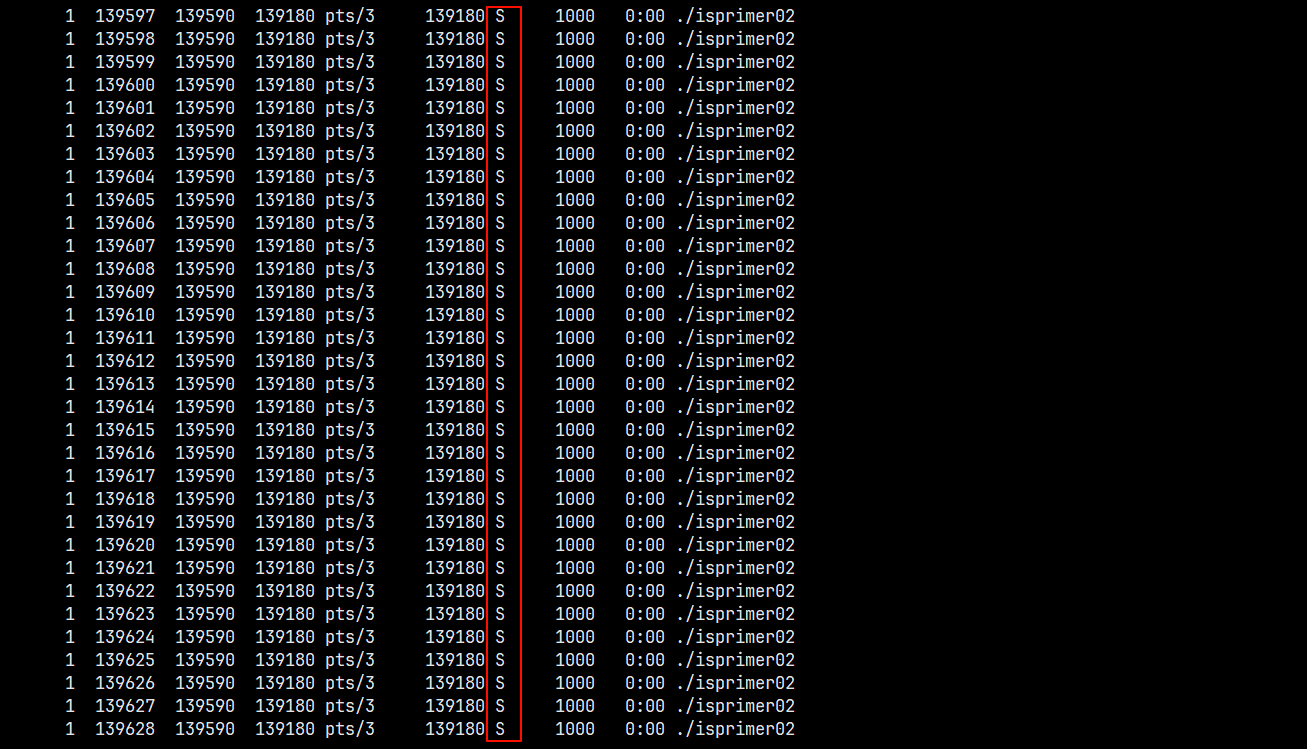 1 139597 139590 139180 pts/3 139180 S 1000 0:00 ./isprimer02
1 139598 139590 139180 pts/3 139180 S 1000 0:00 ./isprimer02
1 139599 139590 139180 pts/3 139180 S 1000 0:00 ./isprimer02
1 139600 139590 139180 pts/3 139180 S 1000 0:00 ./isprimer02
1 139601 139590 139180 pts/3 139180 S 1000 0:00 ./isprimer02
1 139602 139590 139180 pts/3 139180 S 1000 0:00 ./isprimer02
1 139603 139590 139180 pts/3 139180 S 1000 0:00 ./isprimer02
1 139604 139590 139180 pts/3 139180 S 1000 0:00 ./isprimer02
1 139605 139590 139180 pts/3 139180 S 1000 0:00 ./isprimer02
1 139606 139590 139180 pts/3 139180 S 1000 0:00 ./isprimer02
1 139607 139590 139180 pts/3 139180 S 1000 0:00 ./isprimer02
1 139608 139590 139180 pts/3 139180 S 1000 0:00 ./isprimer02
1 139609 139590 139180 pts/3 139180 S 1000 0:00 ./isprimer02
1 139610 139590 139180 pts/3 139180 S 1000 0:00 ./isprimer02
1 139611 139590 139180 pts/3 139180 S 1000 0:00 ./isprimer02
1 139612 139590 139180 pts/3 139180 S 1000 0:00 ./isprimer02
1 139613 139590 139180 pts/3 139180 S 1000 0:00 ./isprimer02
1 139614 139590 139180 pts/3 139180 S 1000 0:00 ./isprimer02
1 139615 139590 139180 pts/3 139180 S 1000 0:00 ./isprimer02
1 139616 139590 139180 pts/3 139180 S 1000 0:00 ./isprimer02
1 139617 139590 139180 pts/3 139180 S 1000 0:00 ./isprimer02
1 139618 139590 139180 pts/3 139180 S 1000 0:00 ./isprimer02
1 139619 139590 139180 pts/3 139180 S 1000 0:00 ./isprimer02
1 139620 139590 139180 pts/3 139180 S 1000 0:00 ./isprimer02
1 139621 139590 139180 pts/3 139180 S 1000 0:00 ./isprimer02
1 139622 139590 139180 pts/3 139180 S 1000 0:00 ./isprimer02
1 139623 139590 139180 pts/3 139180 S 1000 0:00 ./isprimer02
1 139624 139590 139180 pts/3 139180 S 1000 0:00 ./isprimer02
1 139625 139590 139180 pts/3 139180 S 1000 0:00 ./isprimer02
1 139626 139590 139180 pts/3 139180 S 1000 0:00 ./isprimer02
1 139627 139590 139180 pts/3 139180 S 1000 0:00 ./isprimer02
1 139628 139590 139180 pts/3 139180 S 1000 0:00 ./isprimer02